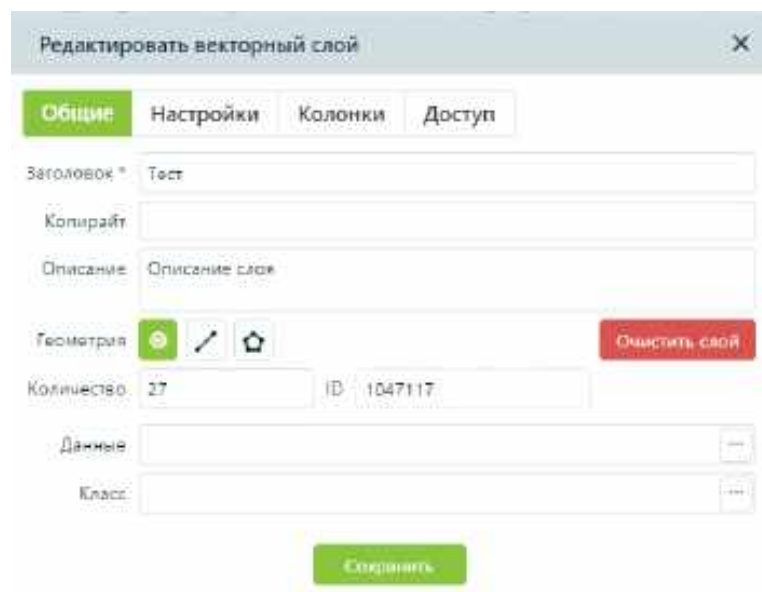 Редактировать векторный слой
Общие Настройки Колонки Доступ
Заголовок * Тест
Копирайт
Описание Описание слоя
Геометрия Очистить слой
Количество 27 ID 1047117
Данные ...
Класс ...
Сохранить